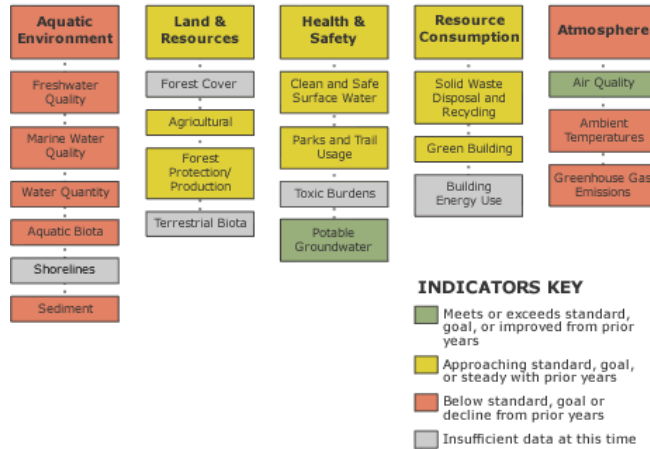 Aquatic
Environment
Freshwater
Quality
Marine Water
Quality
Water Quantity
Aquatic Biota
Shorelines
Sediment
Land &
Resources
Forest Cover
Agricultural
Forest
Protection/
Production
Terrestrial Biota
Health &
Safety
Clean and Safe
Surface Water
Parks and Trail
Usage
Toxic Burdens
Potable
Groundwater
Resource
Consumption
Solid Waste
Disposal and
Recycling
Green Building
Building
Energy Use
Atmosphere
Air Quality
Ambient
Temperatures
Greenhouse Gas
Emissions
INDICATORS KEY
Meets or exceeds standard,
goal, or improved from prior
years
Approaching standard, goal,
or steady with prior years
Below standard, goal or
decline from prior years
Insufficient data at this time